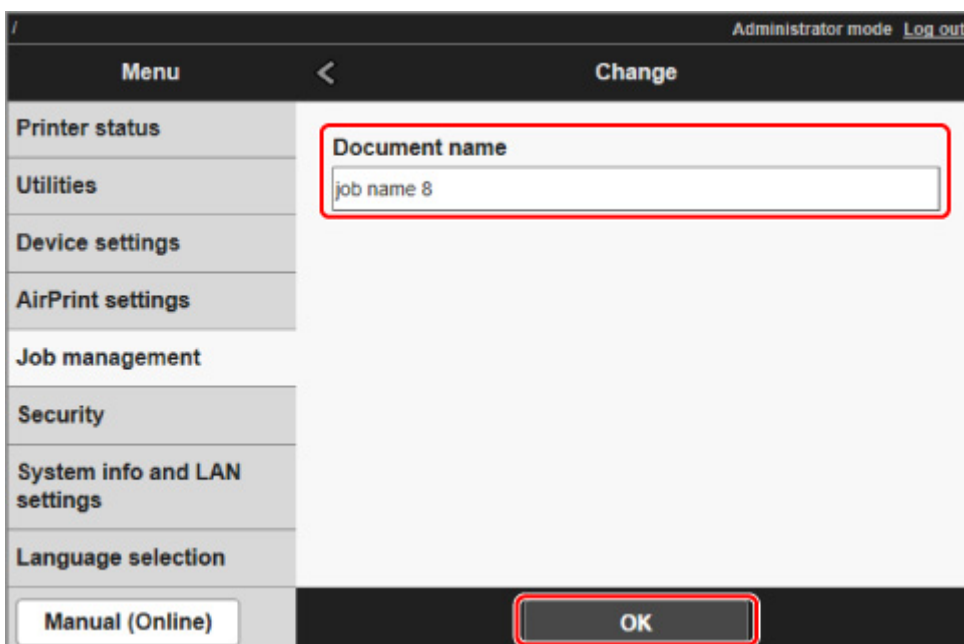 /
Administrator mode Log out
Menu
Change
Printer status
Utilities
Device settings
AirPrint settings
Job management
Security
System info and LAN
settings
Language selection
Manual (Online)
Document name
job name 8
OK